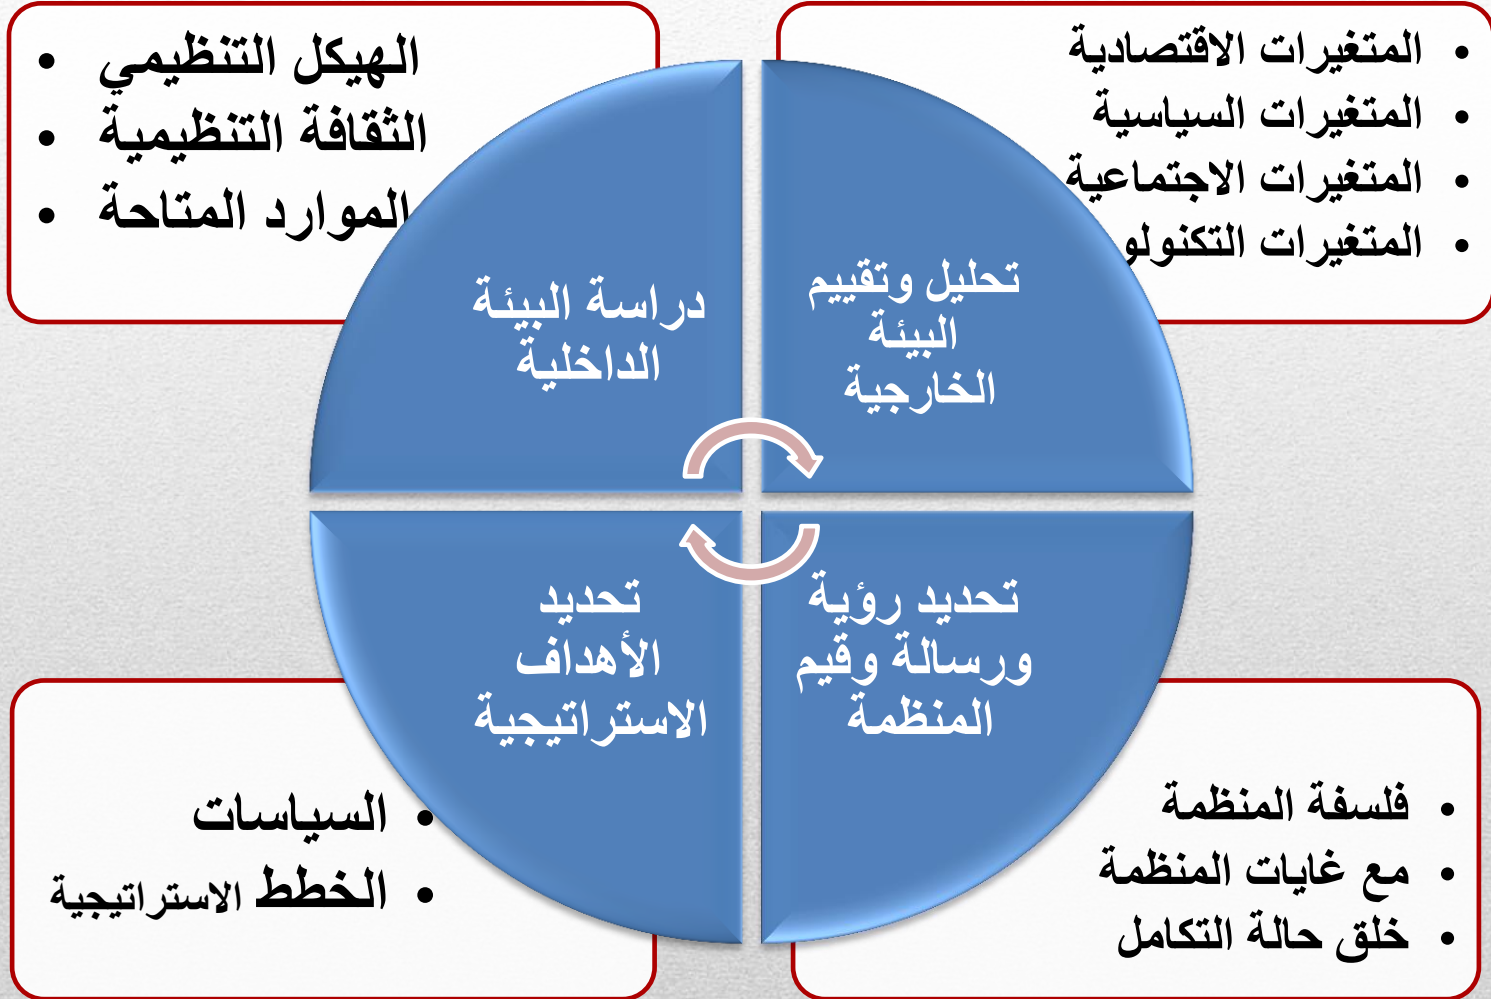 • المتغيرات الاقتصادية
• المتغيرات السياسية
• المتغيرات الاجتماعية
• المتغيرات التكنولو
• الهيكل التنظيمي
• الثقافة التنظيمية
• الموارد المتاحة
تحليل وتقييم
البيئة
الخارجية
دراسة البيئة
الداخلية
تحديد رؤية
ورسالة وقيم
المنظمة
تحديد
الأهداف
الاستراتيجية
• فلسفة المنظمة
• مع غايات المنظمة
• خلق حالة التكامل
• السياسات
• الخطط الاستراتيجية